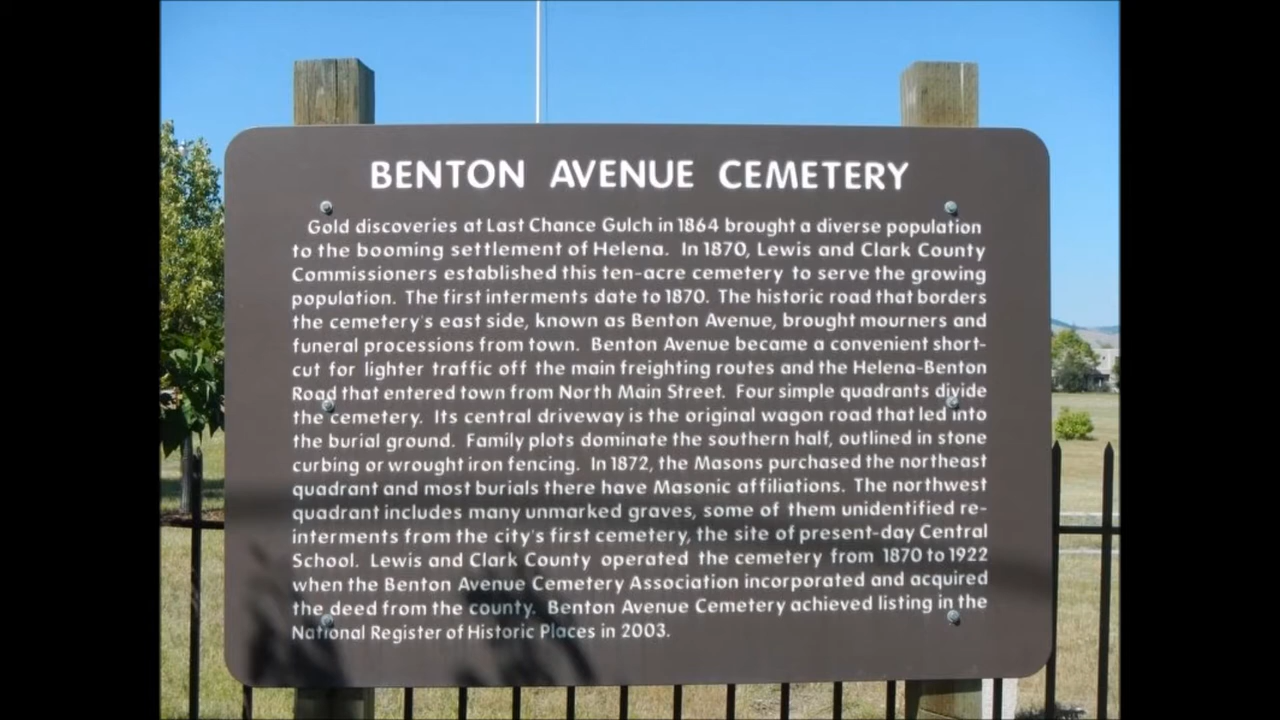 BENTON AVENUE CEMETERY
Gold discoveries at Last Chance Gulch in 1864 brought a diverse population
to the booming settlement of Helena. In 1870, Lewis and Clark County
Commissioners established this ten-acre cemetery to serve the growing
population. The first interments date to 1870. The historic road that borders
the cemetery's east side, known as Benton Avenue, brought mourners and
funeral processions from town. Benton Avenue became a convenient short-
cut for lighter traffic off the main freighting routes and the Helena-Benton
Road that entered town from North Main Street. Four simple quadrants divide
the cemetery. Its central driveway is the original wagon road that led into
the burial ground. Family plots dominate the southern half, outlined in stone
curbing or wrought iron fencing. In 1872, the Masons purchased the northeast
quadrant and most burials there have Masonic affiliations. The northwest
quadrant includes many unmarked graves, some of them unidentified re-
interments from the city's first cemetery, the site of present-day Central
School. Lewis and Clark County operated the cemetery from 1870 to 1922
when the Benton Avenue Cemetery Association incorporated and acquired
the deed from the county. Benton Avenue Cemetery achieved listing in the
National Register of Historic Places in 2003.